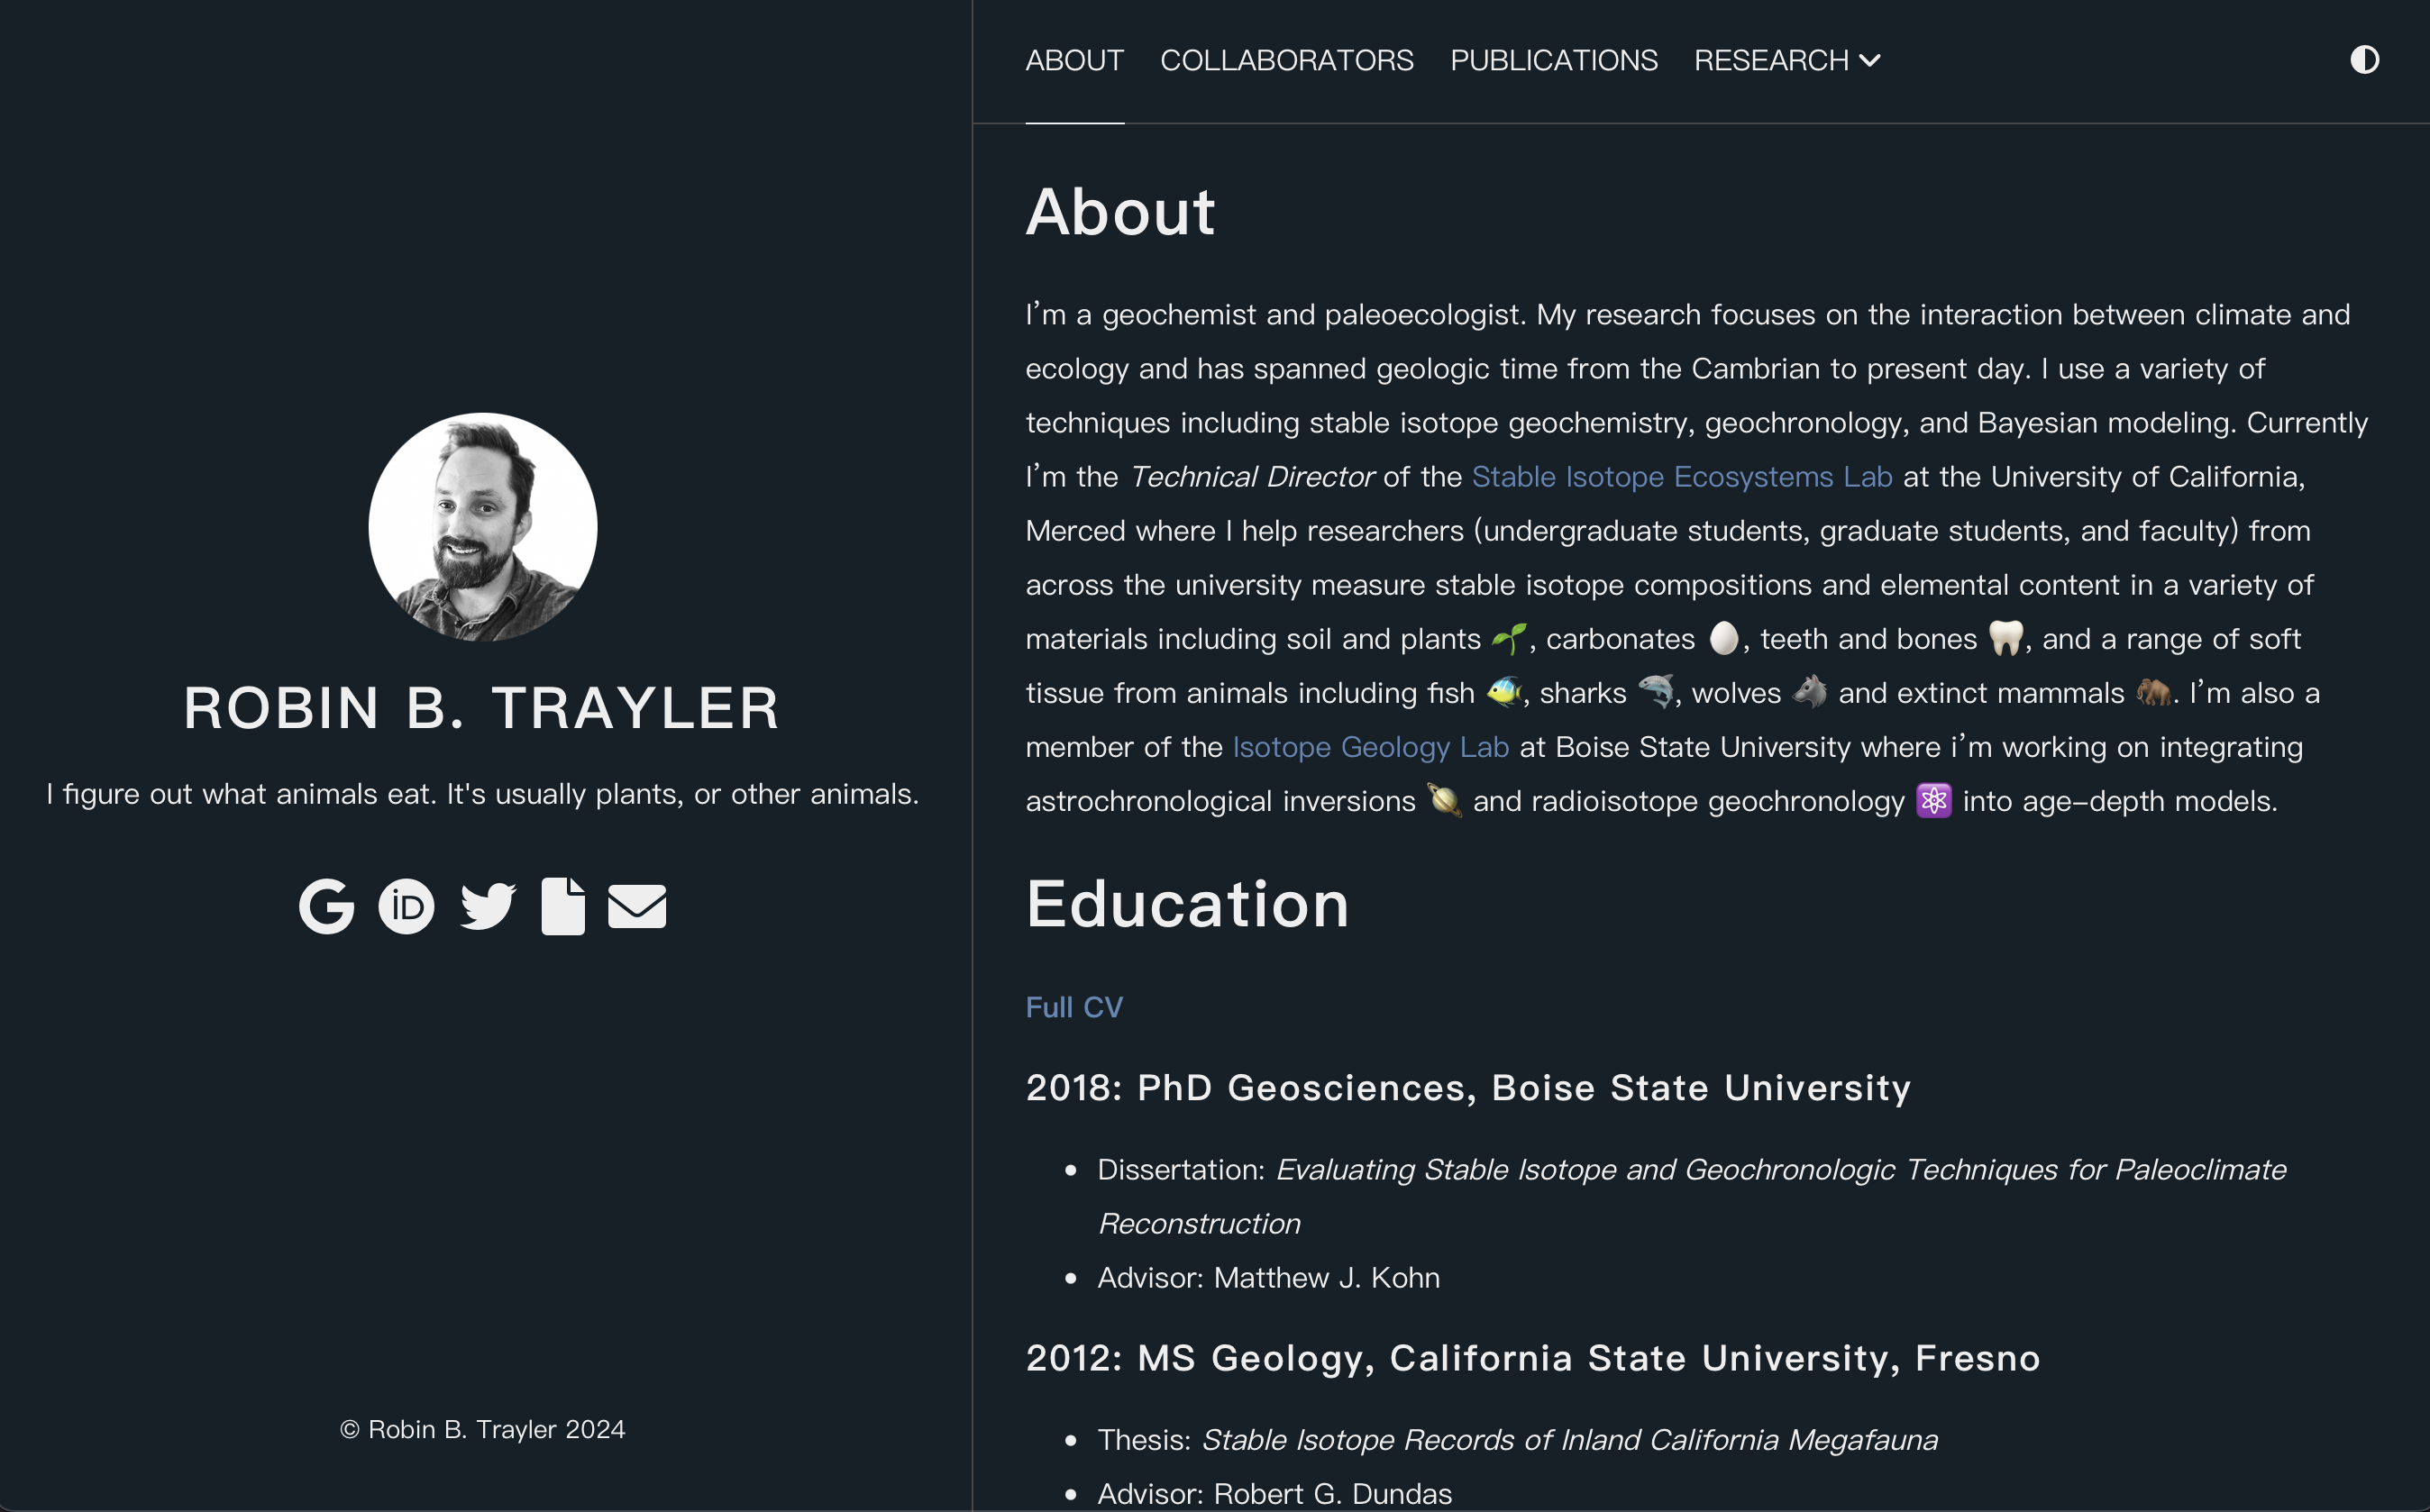 ABOUT COLLABORATORS PUBLICATIONS RESEARCH
ROBIN B. TRAYLER
I figure out what animals eat. It's usually plants, or other animals.
G iD
© Robin B. Trayler 2024
About
I’m a geochemist and paleoecologist. My research focuses on the interaction between climate and
ecology and has spanned geologic time from the Cambrian to present day. I use a variety of
techniques including stable isotope geochemistry, geochronology, and Bayesian modeling. Currently
I’m the Technical Director of the Stable Isotope Ecosystems Lab at the University of California,
Merced where I help researchers (undergraduate students, graduate students, and faculty) from
across the university measure stable isotope compositions and elemental content in a variety of
materials including soil and plants 🌱, carbonates 🥚, teeth and bones 🦷, and a range of soft
tissue from animals including fish 🐠, sharks 🐬, wolves 🐺 and extinct mammals 🦣. I’m also a
member of the Isotope Geology Lab at Boise State University where i’m working on integrating
astrochronological inversions 🪐 and radioisotope geochronology ⚛️ into age–depth models.
Education
Full CV
2018: PhD Geosciences, Boise State University
• Dissertation: Evaluating Stable Isotope and Geochronologic Techniques for Paleoclimate
Reconstruction
• Advisor: Matthew J. Kohn
2012: MS Geology, California State University, Fresno
• Thesis: Stable Isotope Records of Inland California Megafauna
• Advisor: Robert G. Dundas